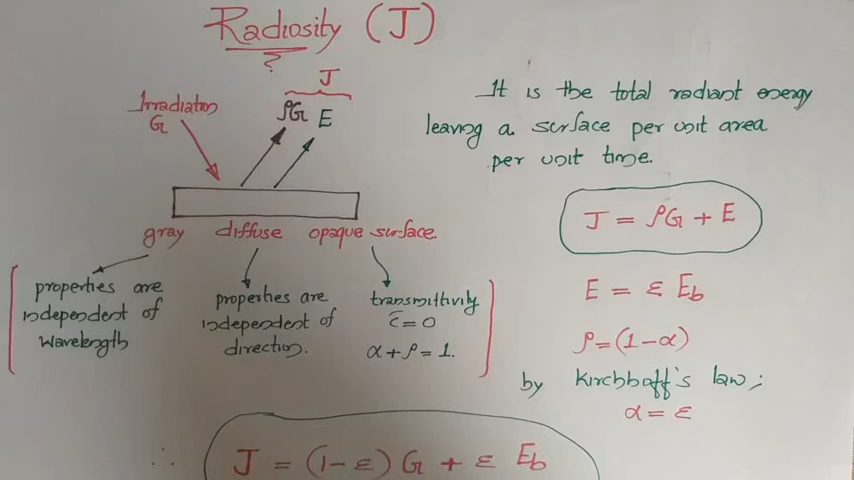 Radiosity (J)
?
J
Irradiation
G
ρG E
It is the total radiant energy
leaving a surface per unit area
per unit time.
J = ρG + E
gray diffuse opaque surface.
properties are
independent of
wavelength
properties are
independent of
direction.
transmittivity
τ = 0
α + ρ = 1.
E = ε Eb
ρ = (1-α)
by Kirchhoff's law;
α = ε
∴ J = (1-ε) G + ε Eb